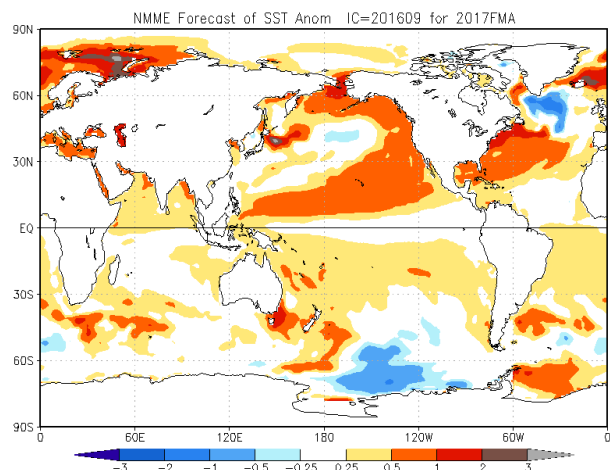 NMME Forecast of SST Anom IC=201609 for 2017FMA
90N
60N
30N
EQ
30S
60S
90S
0 60E 120E 180 120W 60W 0
-3 -2 -1 -0.5 -0.25 0.25 0.5 1 2 3